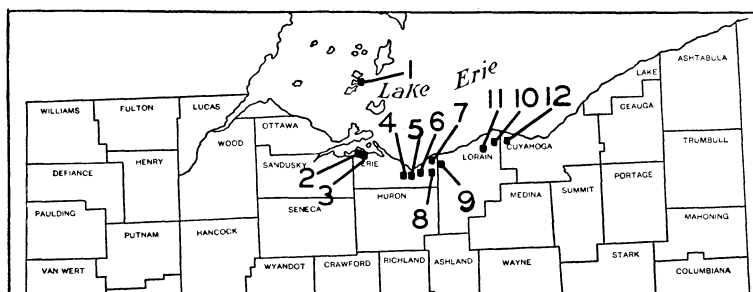 1
Lake Erie
ASHTABULA
LAKE
GEAUGA
WILLIAMS FULTON LUCAS
OTTAWA
WOOD
4 5 6 7 11 10 12
LORAIN CUYAHOGA
HENRY
SANDUSKY ERIE
2
3
TRUMBULL
DEFIANCE
8 9
PORTAGE
SUMMIT
MEDINA
HURON
SENECA
PAULDING
MAHONING
PUTNAM HANCOCK
STARK
VAN WERT
WYANDOT CRAWFORD RICHLAND ASHLAND WAYNE
COLUMBIANA